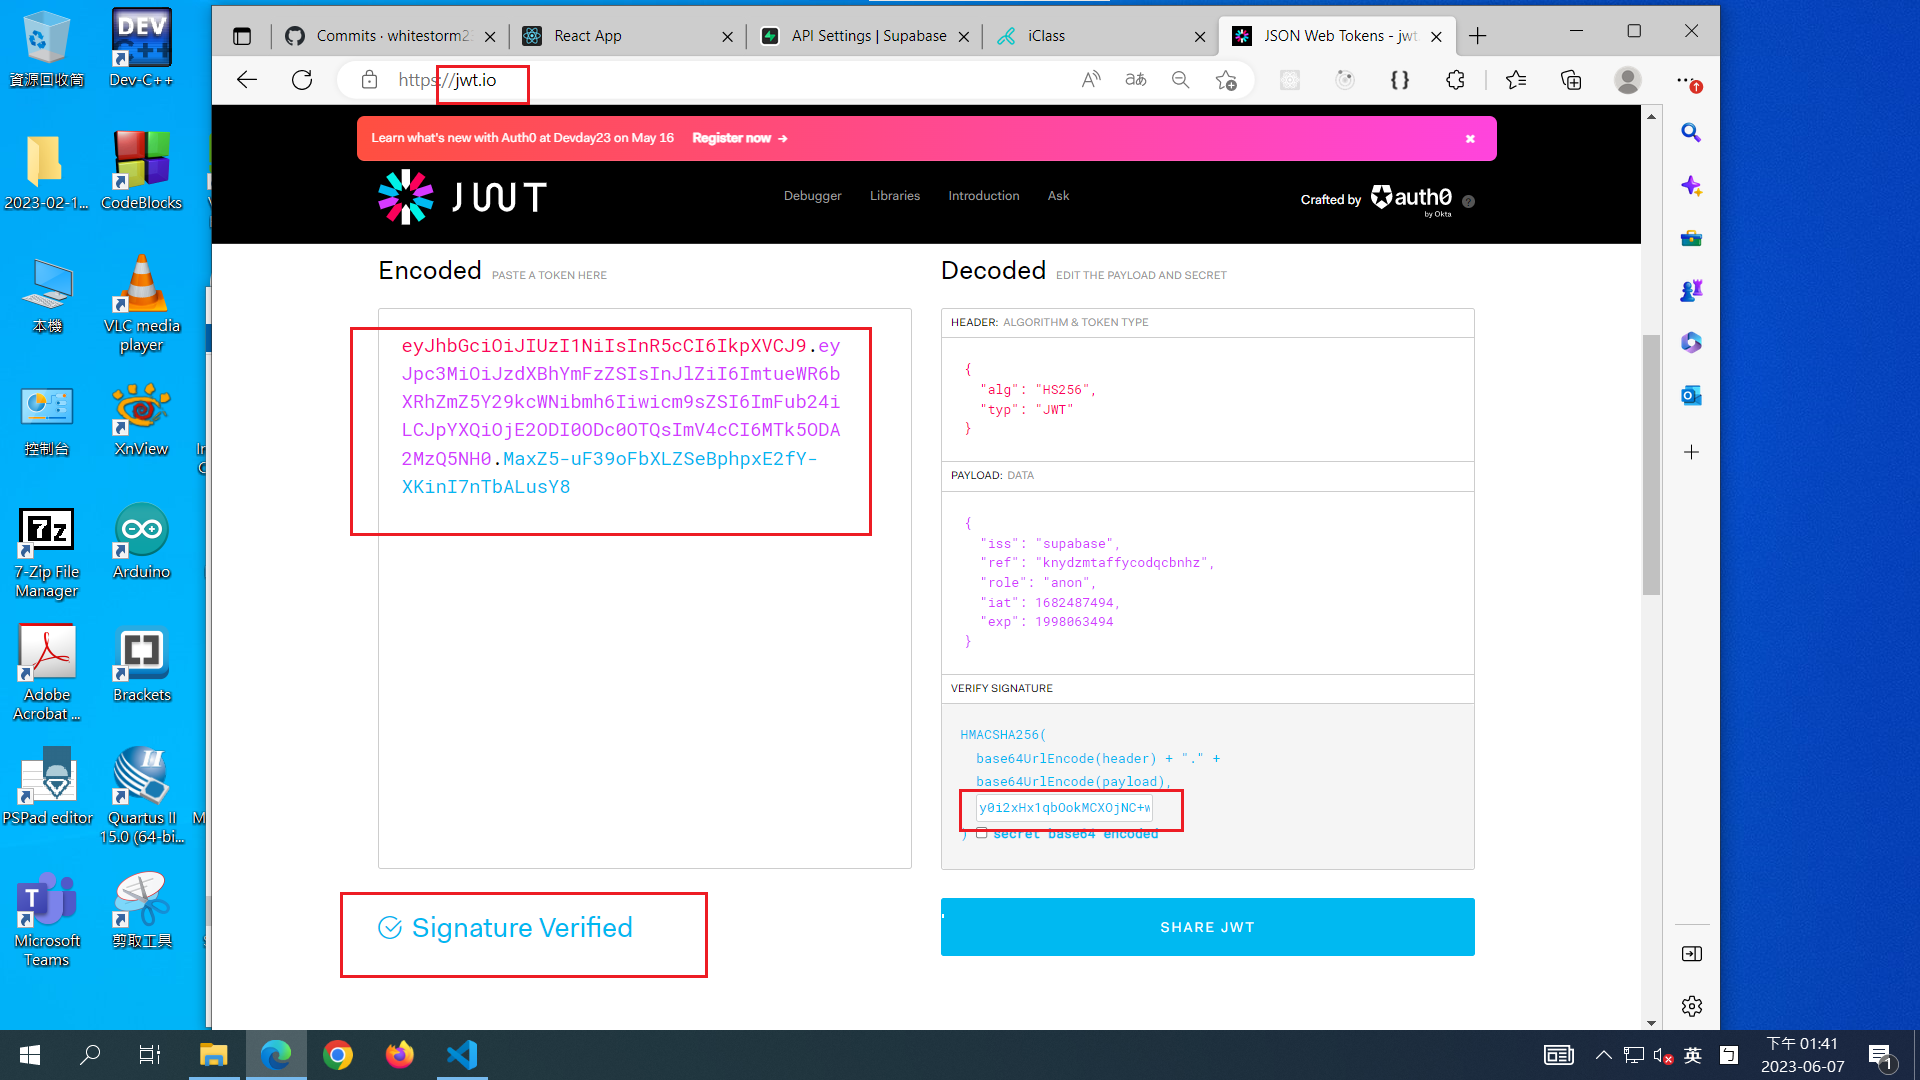 資源回收筒
Dev-C++
2023-02-1...
CodeBlocks
本機
VLC media player
控制台
XnView
7-Zip File Manager
Arduino
Adobe Acrobat ...
Brackets
PSPad editor
Quartus II 15.0 (64-bi...
Microsoft Teams
剪取工具
Commits · whitestorm2
React App
API Settings | Supabase
iClass
JSON Web Tokens - jwt.
https://jwt.io
Learn what's new with Auth0 at Devday23 on May 16 Register now →
JWT
Debugger
Libraries
Introduction
Ask
Crafted by auth0
by Okta
Encoded PASTE A TOKEN HERE
eyJhbGciOiJIUzI1NiIsInR5cCI6IkpXVCJ9.ey
Jpc3MiOiJzdXBhYmFzZSIsInJlZiI6ImtueWR6b
XRhZmZ5Y29kcWNibmh6Iiwicm9sZSI6ImFub24i
LCJpYXQiOjE2ODI0ODc0OTQsImV4cCI6MTk5ODA
2MzQ5NH0.MaxZ5-uF39oFbXLZSeBphpxE2fY-
XKinI7nTbALusY8
Signature Verified
Decoded EDIT THE PAYLOAD AND SECRET
HEADER: ALGORITHM & TOKEN TYPE
{
"alg": "HS256",
"typ": "JWT"
}
PAYLOAD: DATA
{
"iss": "supabase",
"ref": "knydzmtaffycodqcbnhz",
"role": "anon",
"iat": 1682487494,
"exp": 1998063494
}
VERIFY SIGNATURE
HMACSHA256(
base64UrlEncode(header) + "." +
base64UrlEncode(payload),
y0i2xHx1qbOokMCXOjNC+w
) secret base64 encoded
SHARE JWT
英
下午 01:41
2023-06-07
1